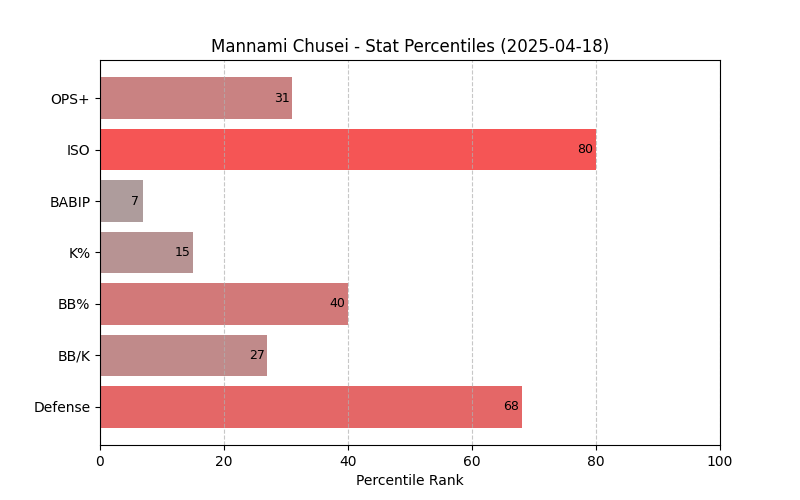 Mannami Chusei - Stat Percentiles (2025-04-18)
OPS+
31
ISO
80
BABIP
7
K%
15
BB%
40
BB/K
27
Defense
68
0 20 40 60 80 100
Percentile Rank